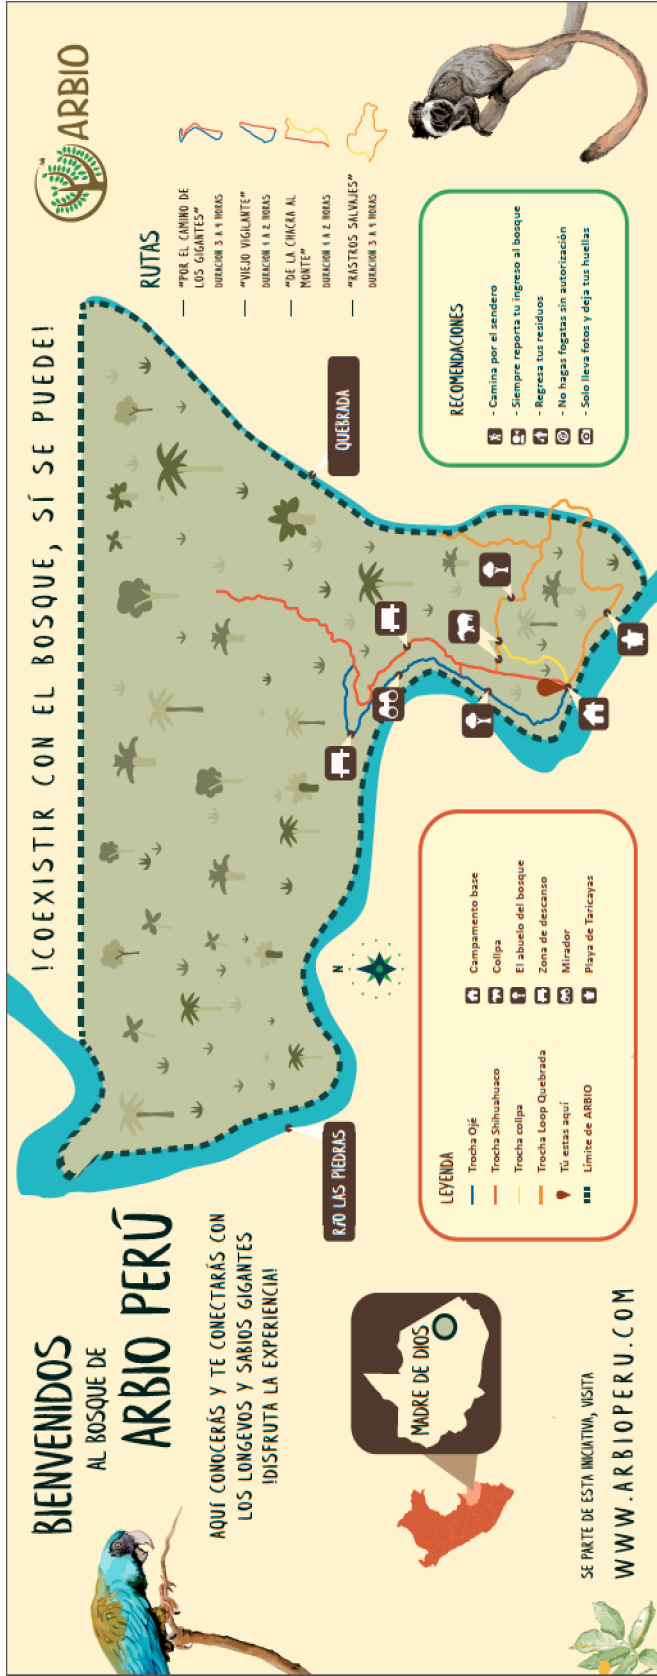 BIENVENIDOS
AL BOSQUE DE
ARBIO PERÚ
AQUÍ CONOCERÁS Y TE CONECTARÁS CON
LOS LONGEVOS Y SABIOS GIGANTES
!DISFRUTA LA EXPERIENCIA!
MADRE DE DIOS
SE PARTE DE ESTA INICIATIVA, VISITA
WWW.ARBIOPERU.COM
!COEXISTIR CON EL BOSQUE, SÍ SE PUEDE!
RÍO LAS PIEDRAS
N
QUEBRADA
LEYENDA
Trocha Ojé
Trocha Shihuahuaco
Trocha collpa
Trocha Loop Quebrada
Tú estas aquí
Límite de ARBIO
Campamento base
Collpa
El abuelo del bosque
Zona de descanso
Mirador
Playa de Taricayas
ARBIO
RUTAS
"POR EL CAMINO DE
LOS GIGANTES"
DURACION 3 A 4 HORAS
"VIEJO VIGILANTE"
DURACION 1 A 2 HORAS
"DE LA CHACRA AL
MONTE"
DURACION 1 A 2 HORAS
"RASTROS SALVAJES"
DURACION 3 A 4 HORAS
RECOMENDACIONES
- Camina por el sendero
- Siempre reporta tu ingreso al bosque
- Regresa tus residuos
- No hagas fogatas sin autorización
- Solo lleva fotos y deja tus huellas